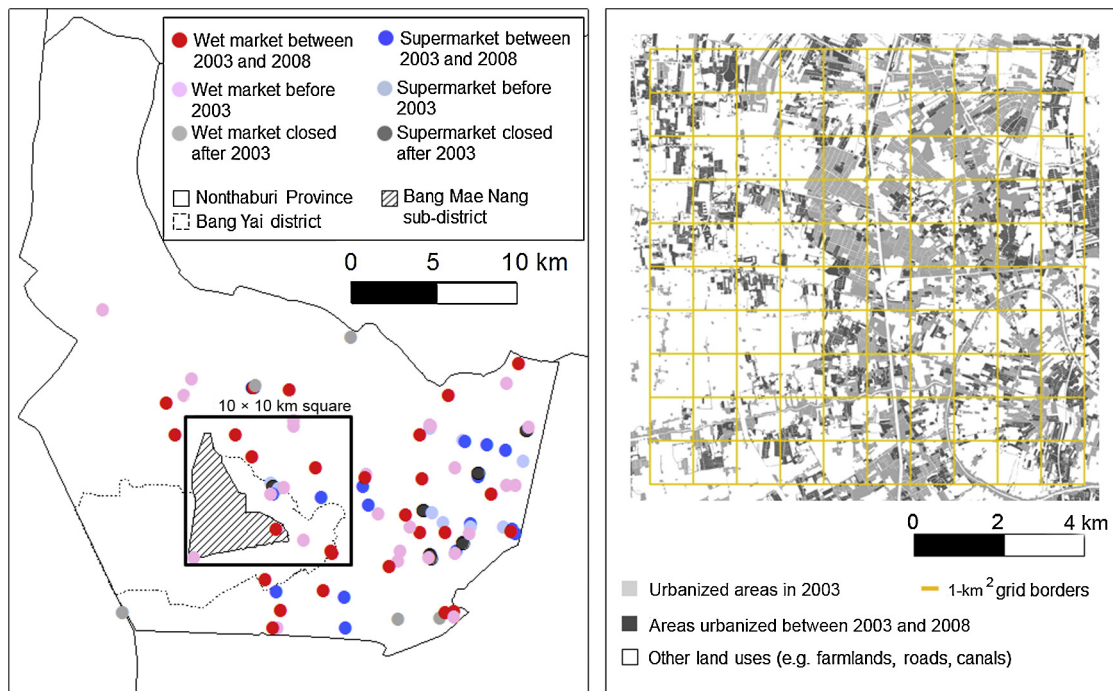 Wet market between
2003 and 2008
Supermarket between
2003 and 2008
Wet market before
2003
Supermarket before
2003
Wet market closed
after 2003
Supermarket closed
after 2003
Nonthaburi Province
Bang Yai district
Bang Mae Nang
sub-district
0 5 10 km
10 × 10 km square
0 2 4 km
Urbanized areas in 2003
1-km² grid borders
Areas urbanized between 2003 and 2008
Other land uses (e.g. farmlands, roads, canals)